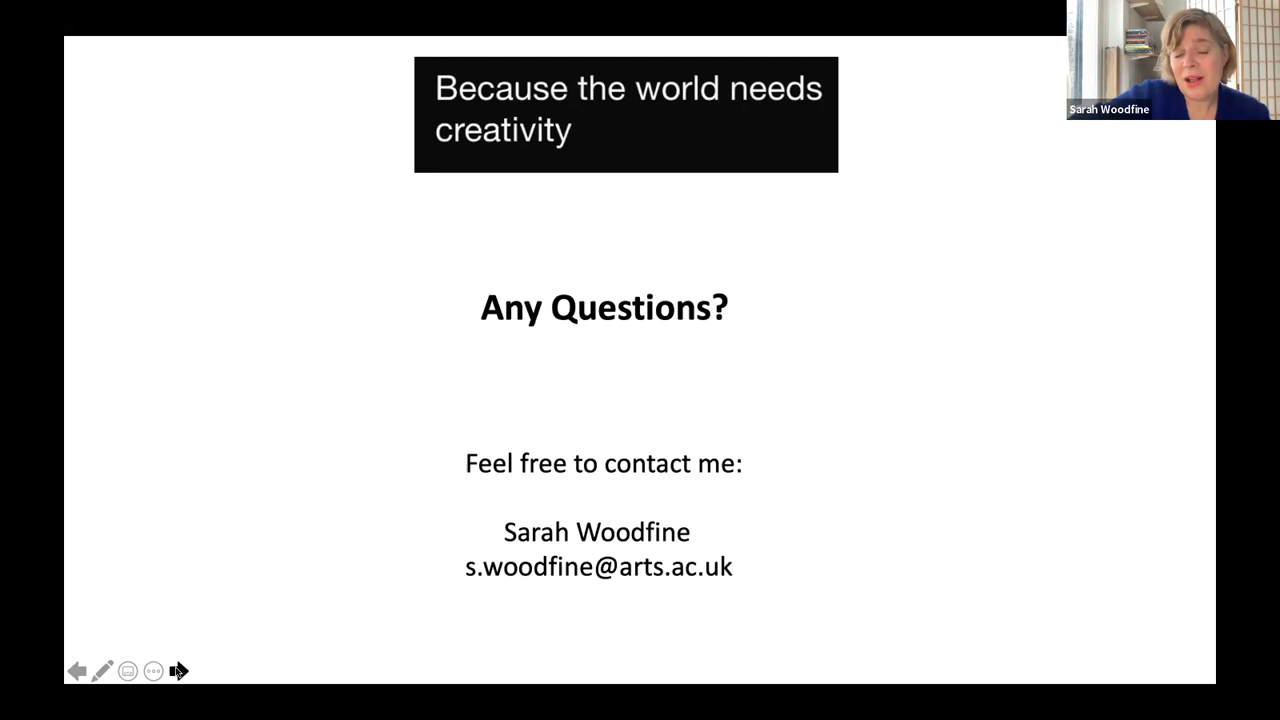 Because the world needs
creativity
Sarah Woodfine
Any Questions?
Feel free to contact me:
Sarah Woodfine
s.woodfine@arts.ac.uk